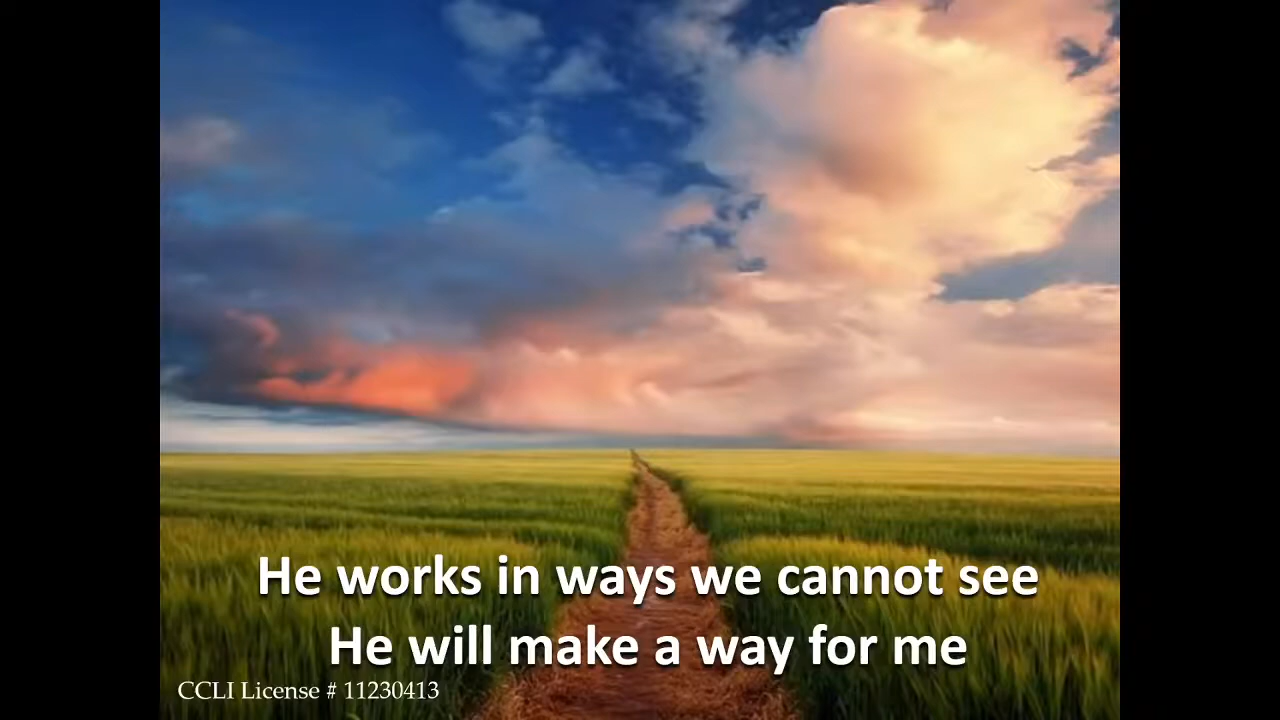 He works in ways we cannot see
He will make a way for me
CCLI License # 11230413